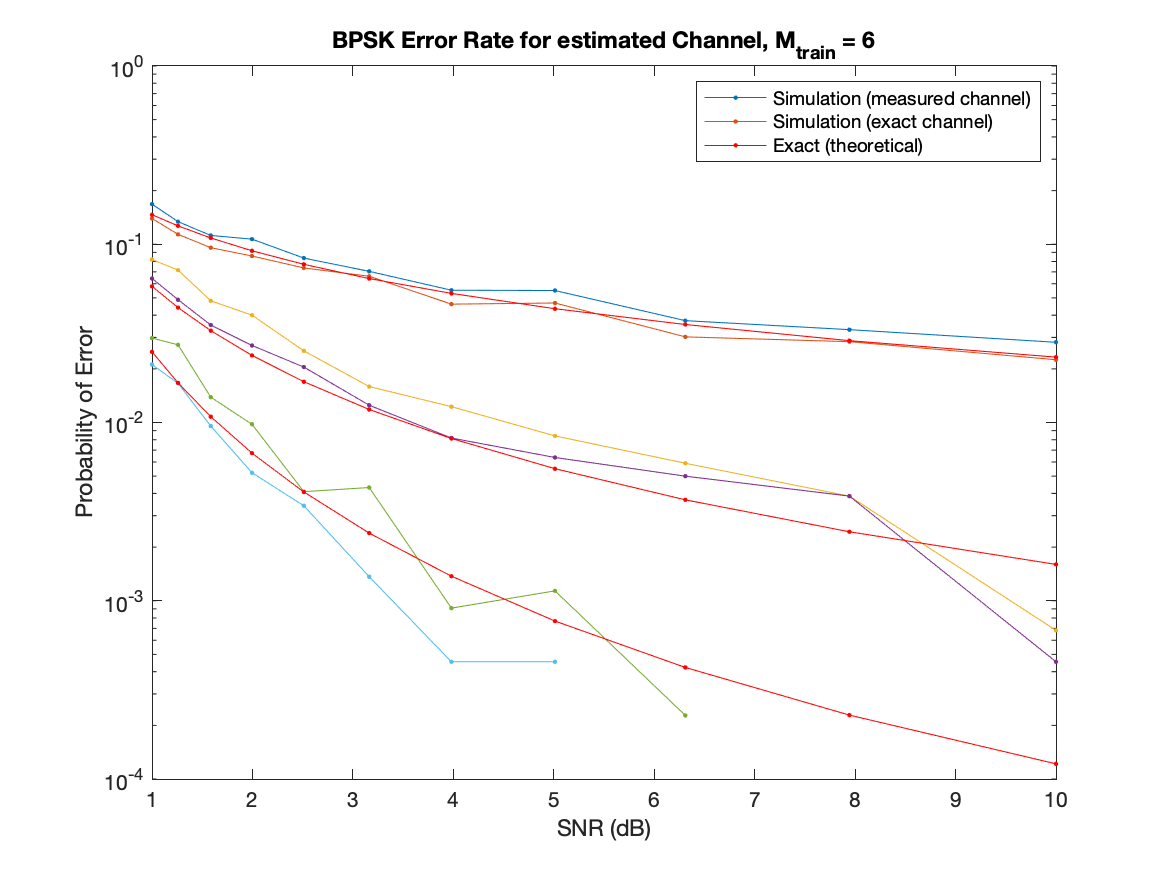 BPSK Error Rate for estimated Channel, M_train = 6
Simulation (measured channel)
Simulation (exact channel)
Exact (theoretical)
Probability of Error
10^0
10^-1
10^-2
10^-3
10^-4
1 2 3 4 5 6 7 8 9 10
SNR (dB)